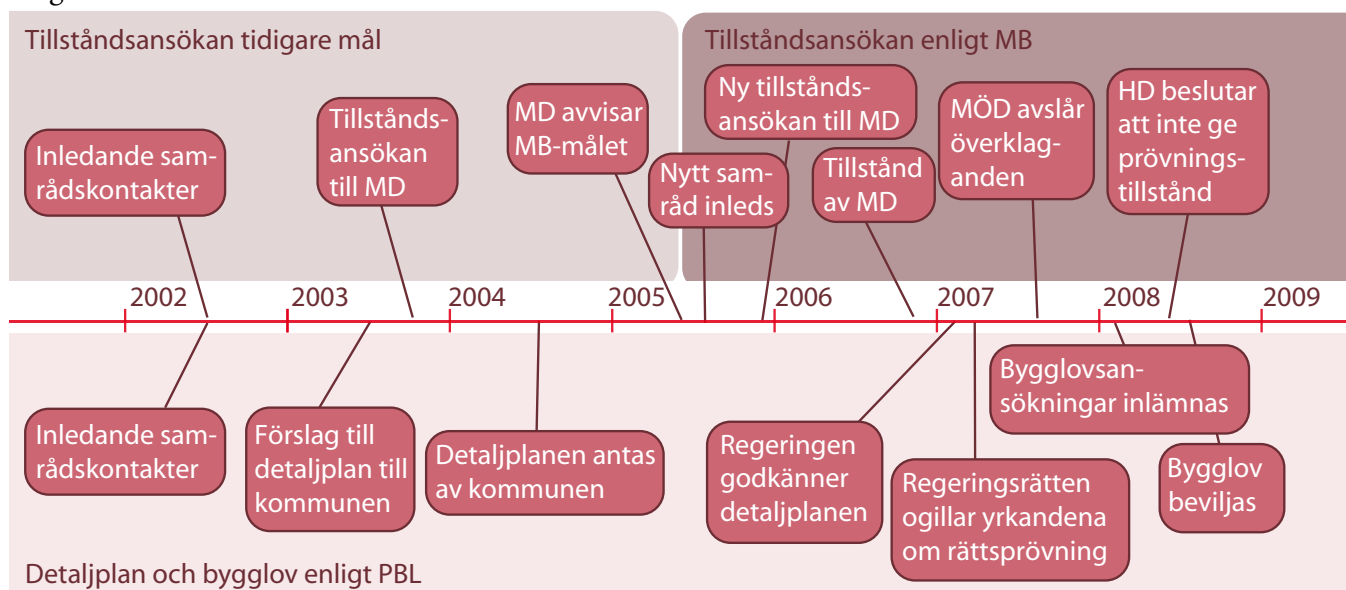 Tillståndsansökan tidigare mål
Tillståndsansökan enligt MB
Inledande sam-
rådskontakter
Tillstånds-
ansökan
till MD
MD avvisar
MB-målet
Nytt sam-
råd inleds
Ny tillstånds-
ansökan till MD
Tillstånd
av MD
MÖD avslår
överklag-
anden
HD beslutar
att inte ge
prövnings-
tillstånd
2002
2003
2004
2005
2006
2007
2008
2009
Inledande sam-
rådskontakter
Förslag till
detaljplan till
kommunen
Detaljplanen antas
av kommunen
Regeringen
godkänner
detaljplanen
Regeringsrätten
ogillar yrkandena
om rättsprövning
Bygglovsan-
sökningar inlämnas
Bygglov
beviljas
Detaljplan och bygglov enligt PBL